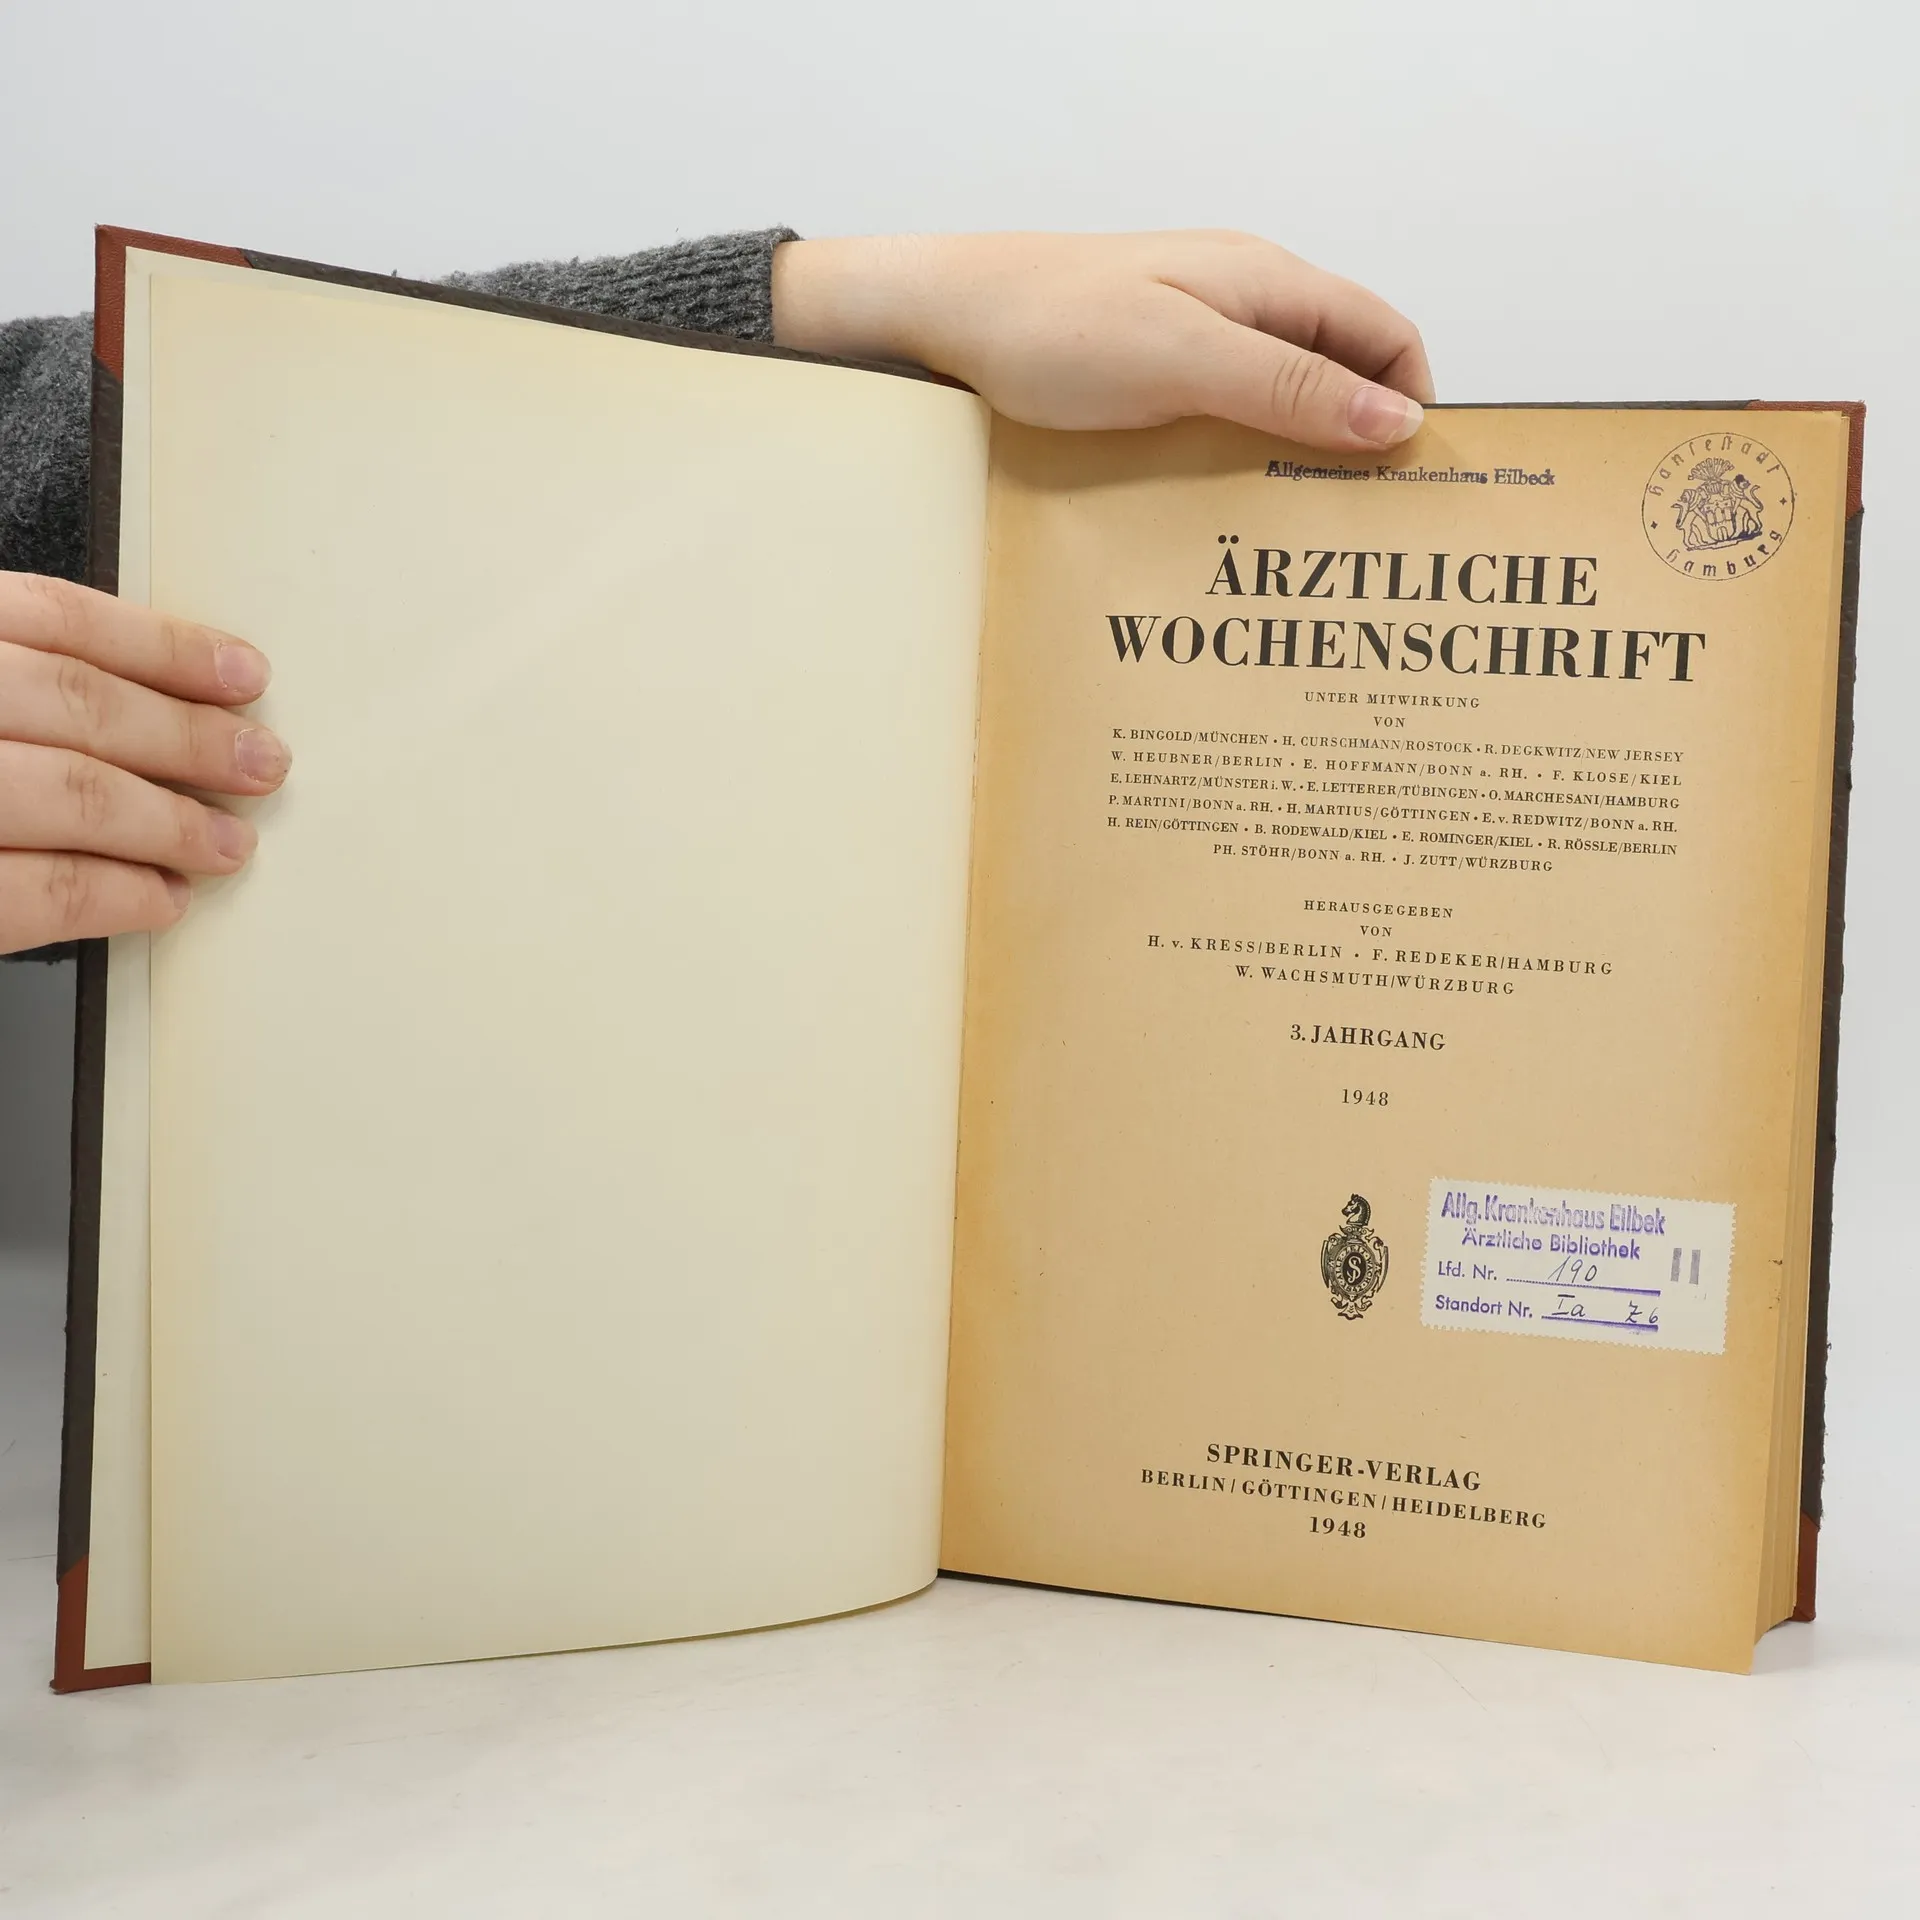 Allgemeines Krankenhaus Eilbeck
Hansestadt
Hamburg
ÄRZTLICHE
WOCHENSCHRIFT
UNTER MITWIRKUNG
VON
K. BINGOLD/MÜNCHEN • H. CURSCHMANN/ROSTOCK • R. DEGKWITZ/NEW JERSEY
W. HEUBNER/BERLIN • E. HOFFMANN/BONN a. RH. • F. KLOSE/KIEL
E. LEHNARTZ/MÜNSTER i. W. • E. LETTERER/TÜBINGEN • O. MARCHESANI/HAMBURG
P. MARTINI/BONN a. RH. • H. MARTIUS/GÖTTINGEN • E. v. REDWITZ/BONN a. RH.
H. REIN/GÖTTINGEN • B. RODEWALD/KIEL • E. ROMINGER/KIEL • R. RÖSSLE/BERLIN
PH. STÖHR/BONN a. RH. • J. ZUTT/WÜRZBURG
HERAUSGEGEBEN
VON
H. v. KRESS/BERLIN • F. REDEKER/HAMBURG
W. WACHSMUTH/WÜRZBURG
3. JAHRGANG
1948
Allg. Krankenhaus Eilbek
Ärztliche Bibliothek
II
Lfd. Nr. 190
Standort Nr. Ia Z 6
SPRINGER-VERLAG
BERLIN/GÖTTINGEN/HEIDELBERG
1948